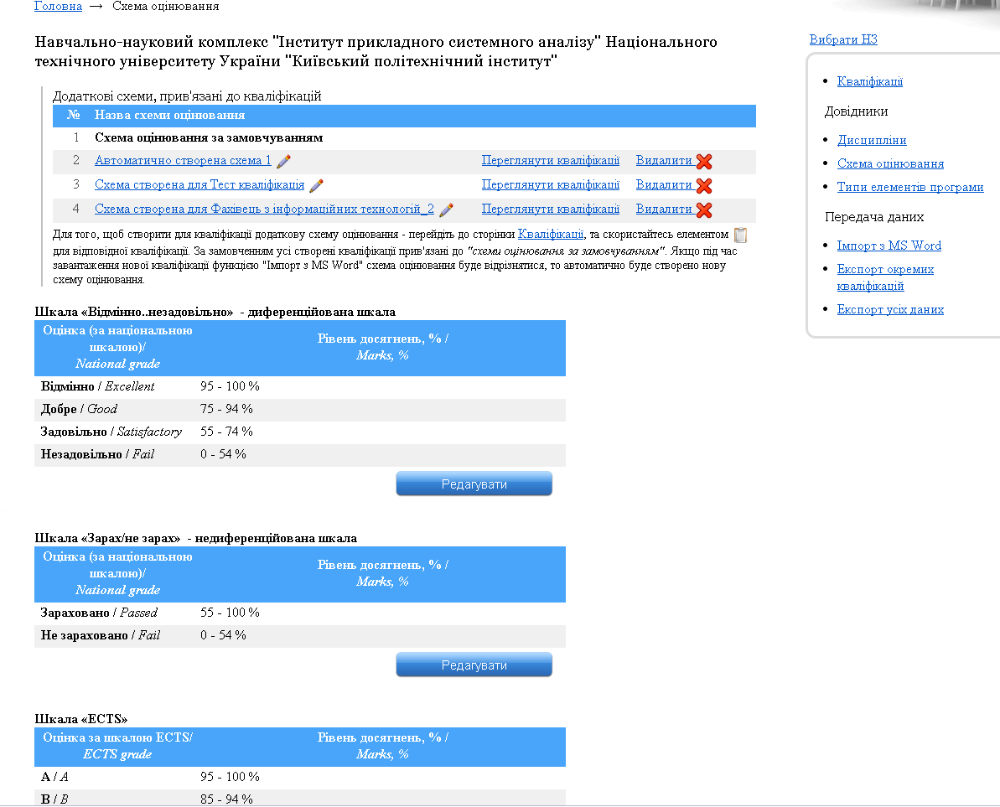 Головна → Схема оцінювання
Навчально-науковий комплекс "Інститут прикладного системного аналізу" Національного
технічного університету України "Київський політехнічний інститут"
Додаткові схеми, прив'язані до кваліфікацій
№ Назва схеми оцінювання
1 Схема оцінювання за замовчуванням
2 Автоматично створена схема 1 Переглянути кваліфікації Видалити
3 Схема створена для Тест кваліфікація Переглянути кваліфікації Видалити
4 Схема створена для Фахівець з інформаційних технологій_2 Переглянути кваліфікації Видалити
Для того, щоб створити для кваліфікації додаткову схему оцінювання - перейдіть до сторінки Кваліфікації, та скористайтесь елементом
для відповідної кваліфікації. За замовченням усі створені кваліфікації прив'язані до "схеми оцінювання за замовчуванням". Якщо під час
завантаження нової кваліфікації функцією "Імпорт з MS Word" схема оцінювання буде відрізнятися, то автоматично буде створено нову
схему оцінювання.
Шкала «Відмінно..незадовільно» - диференційована шкала
Оцінка (за національною
шкалою)/
National grade
Рівень досягнень, % /
Marks, %
Відмінно / Excellent 95 - 100 %
Добре / Good 75 - 94 %
Задовільно / Satisfactory 55 - 74 %
Незадовільно / Fail 0 - 54 %
Редагувати
Шкала «Зарах/не зарах» - недиференційована шкала
Оцінка (за національною
шкалою)/
National grade
Рівень досягнень, % /
Marks, %
Зараховано / Passed 55 - 100 %
Не зараховано / Fail 0 - 54 %
Редагувати
Шкала «ECTS»
Оцінка за шкалою ECTS/
ECTS grade
Рівень досягнень, % /
Marks, %
A / A 95 - 100 %
B / B 85 - 94 %
Вибрати НЗ
Кваліфікації
Довідники
Дисципліни
Схема оцінювання
Типи елементів програми
Передача даних
Імпорт з MS Word
Експорт окремих
кваліфікацій
Експорт усіх даних